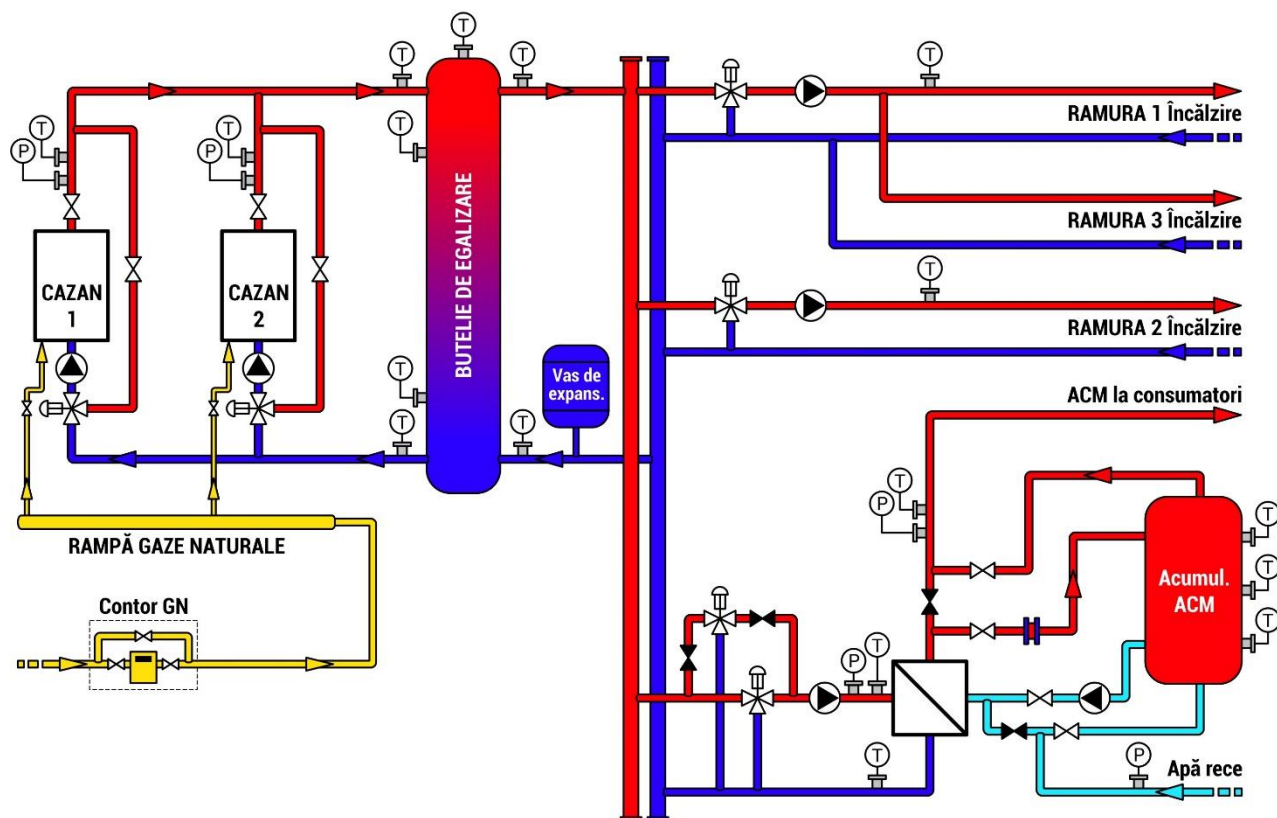 T
T
T
T
RAMURA 1 Încălzire
T
P
T
P
T
RAMURA 3 Încălzire
CAZAN
1
CAZAN
2
BUTELIE DE EGALIZARE
T
RAMURA 2 Încălzire
Vas de
expans.
T
T
T
ACM la consumatori
T
P
T
RAMPĂ GAZE NATURALE
Acumul.
ACM
T
T
Contor GN
P
T
T
P
Apă rece